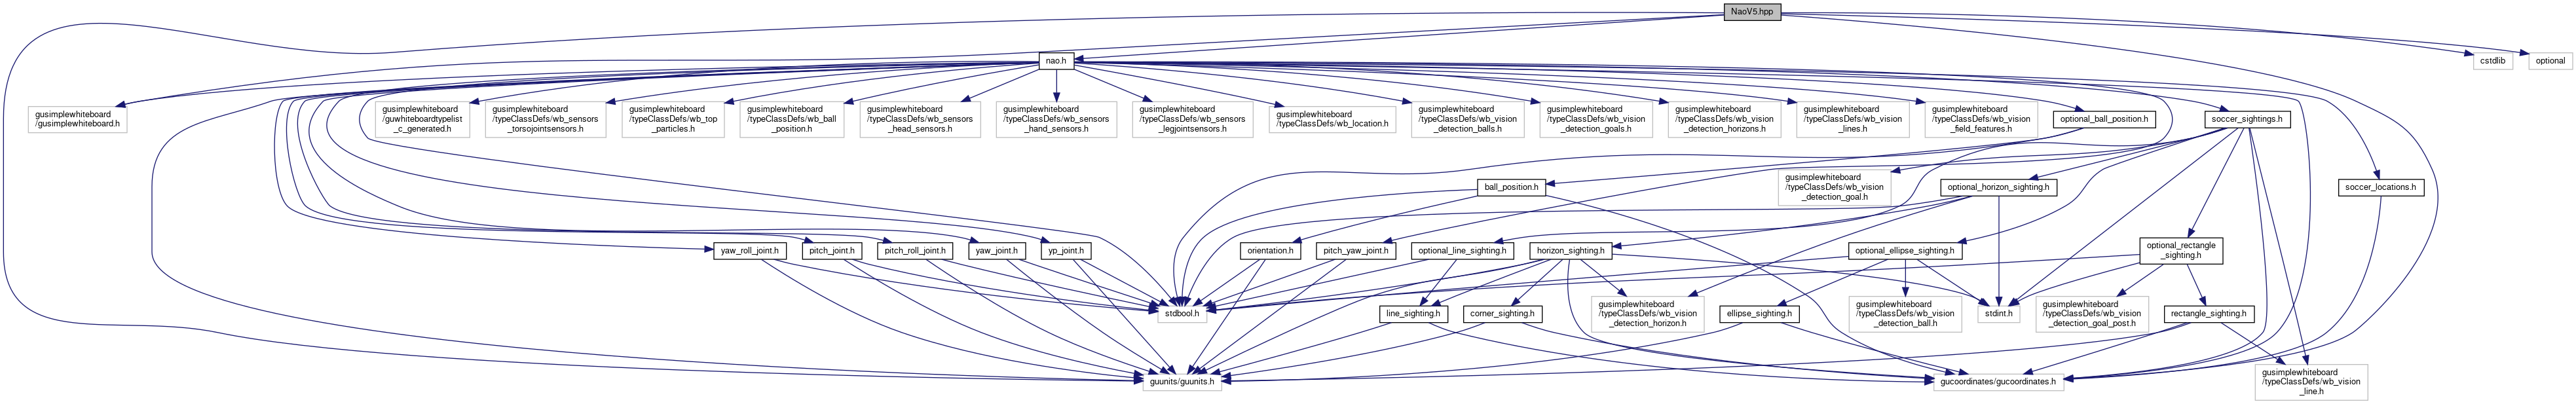 NaoV5.hpp
nao.h
cstdlib
optional
gusimplewhiteboard
/gusimplewhiteboard.h
gusimplewhiteboard
/guwhiteboardtypelist
_c_generated.h
gusimplewhiteboard
/typeClassDefs/wb_sensors
_torsojointsensors.h
gusimplewhiteboard
/typeClassDefs/wb_top
_particles.h
gusimplewhiteboard
/typeClassDefs/wb_ball
_position.h
gusimplewhiteboard
/typeClassDefs/wb_sensors
_head_sensors.h
gusimplewhiteboard
/typeClassDefs/wb_sensors
_hand_sensors.h
gusimplewhiteboard
/typeClassDefs/wb_sensors
_legjointsensors.h
gusimplewhiteboard
/typeClassDefs/wb_location.h
gusimplewhiteboard
/typeClassDefs/wb_vision
_detection_balls.h
gusimplewhiteboard
/typeClassDefs/wb_vision
_detection_goals.h
gusimplewhiteboard
/typeClassDefs/wb_vision
_detection_horizons.h
gusimplewhiteboard
/typeClassDefs/wb_vision
_lines.h
gusimplewhiteboard
/typeClassDefs/wb_vision
_field_features.h
optional_ball_position.h
soccer_sightings.h
ball_position.h
gusimplewhiteboard
/typeClassDefs/wb_vision
_detection_goal.h
optional_horizon_sighting.h
soccer_locations.h
yaw_roll_joint.h
pitch_joint.h
pitch_roll_joint.h
yaw_joint.h
yp_joint.h
orientation.h
pitch_yaw_joint.h
optional_line_sighting.h
horizon_sighting.h
optional_ellipse_sighting.h
optional_rectangle
_sighting.h
stdbool.h
line_sighting.h
corner_sighting.h
gusimplewhiteboard
/typeClassDefs/wb_vision
_detection_horizon.h
ellipse_sighting.h
gusimplewhiteboard
/typeClassDefs/wb_vision
_detection_ball.h
stdint.h
gusimplewhiteboard
/typeClassDefs/wb_vision
_detection_goal_post.h
rectangle_sighting.h
guunits/guunits.h
gucoordinates/gucoordinates.h
gusimplewhiteboard
/typeClassDefs/wb_vision
_line.h